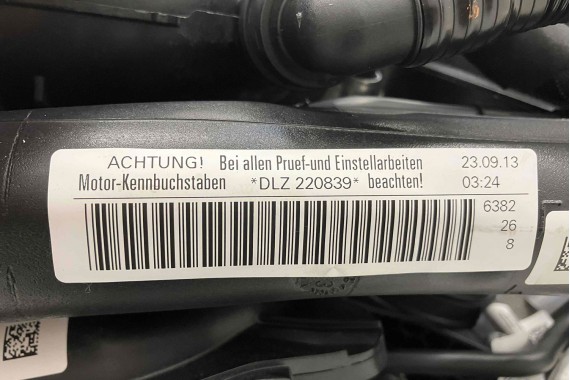 ACHTUNG! Bei allen Pruef-und Einstellarbeiten 23.09.13
Motor-Kennbuchstaben *DLZ 220839* beachten! 03:24
6382
26
8